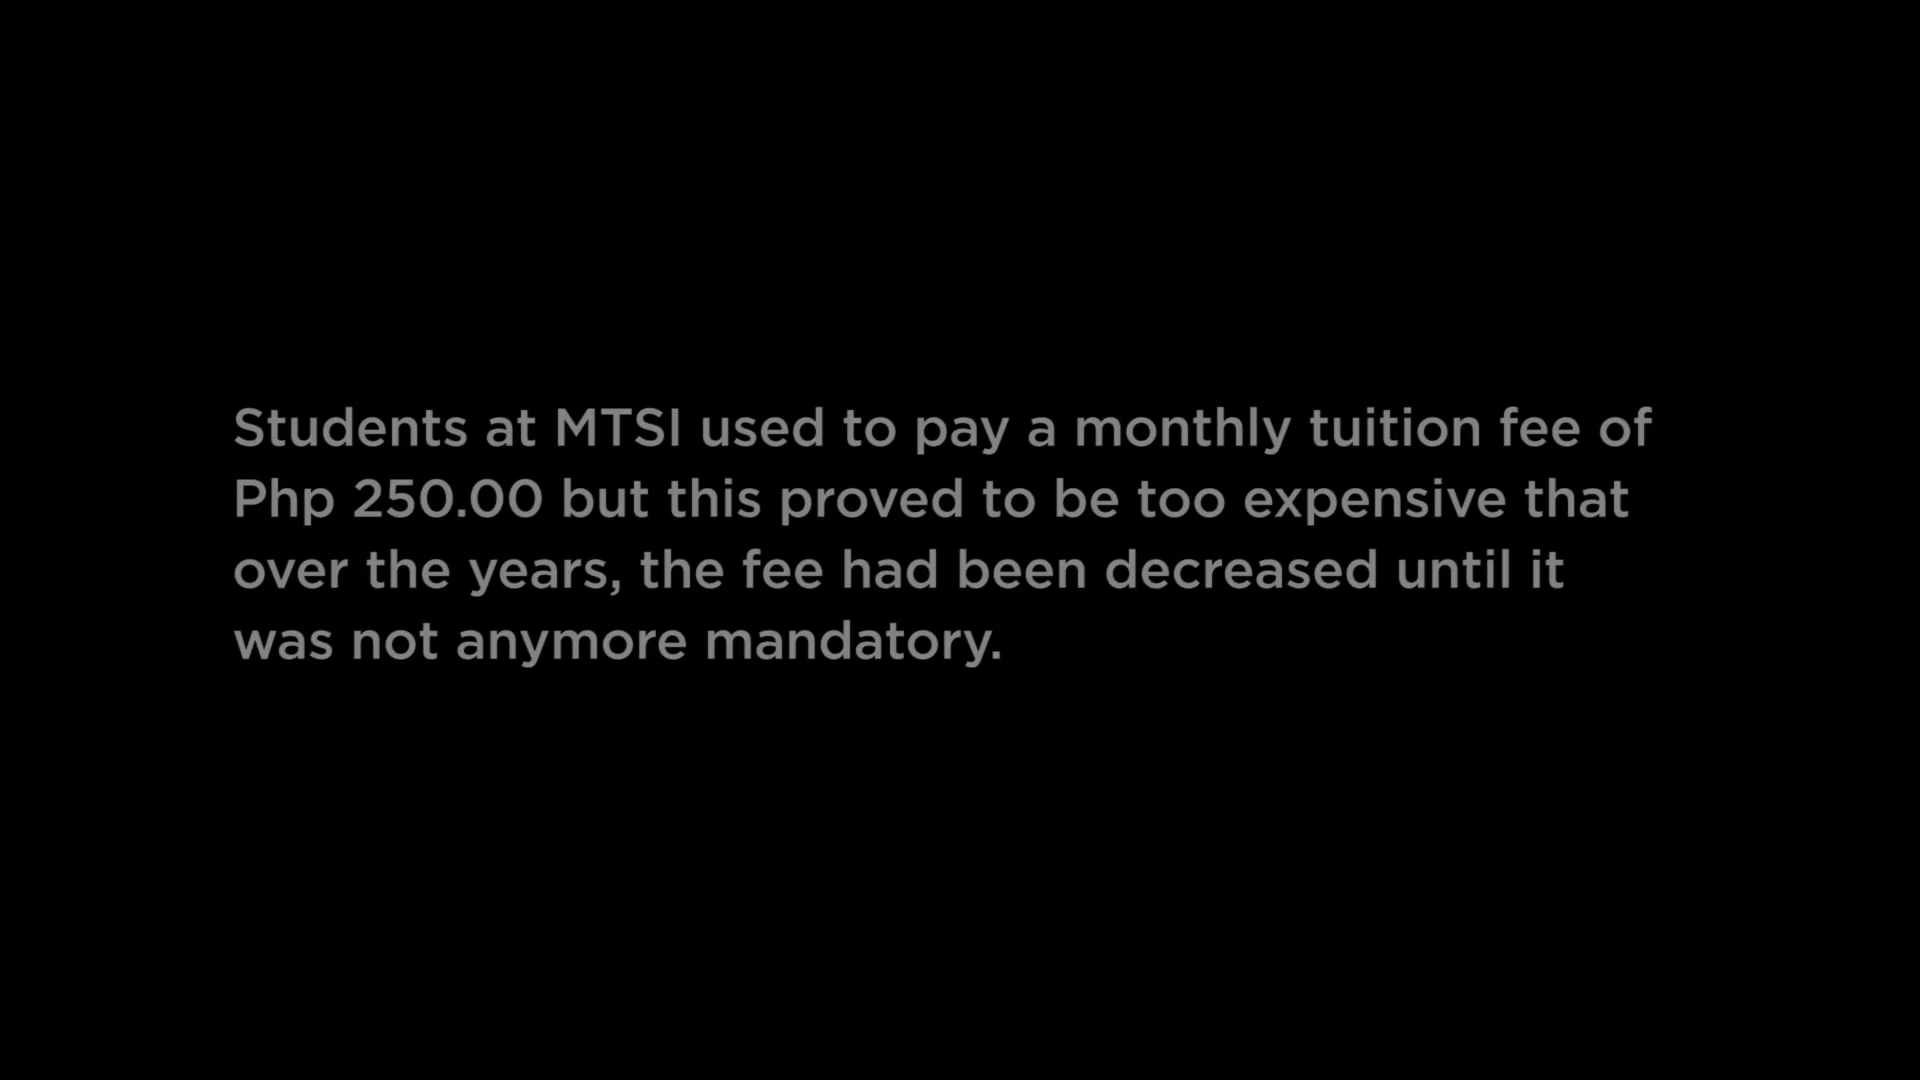 Students at MTSI used to pay a monthly tuition fee of
Php 250.00 but this proved to be too expensive that
over the years, the fee had been decreased until it
was not anymore mandatory.